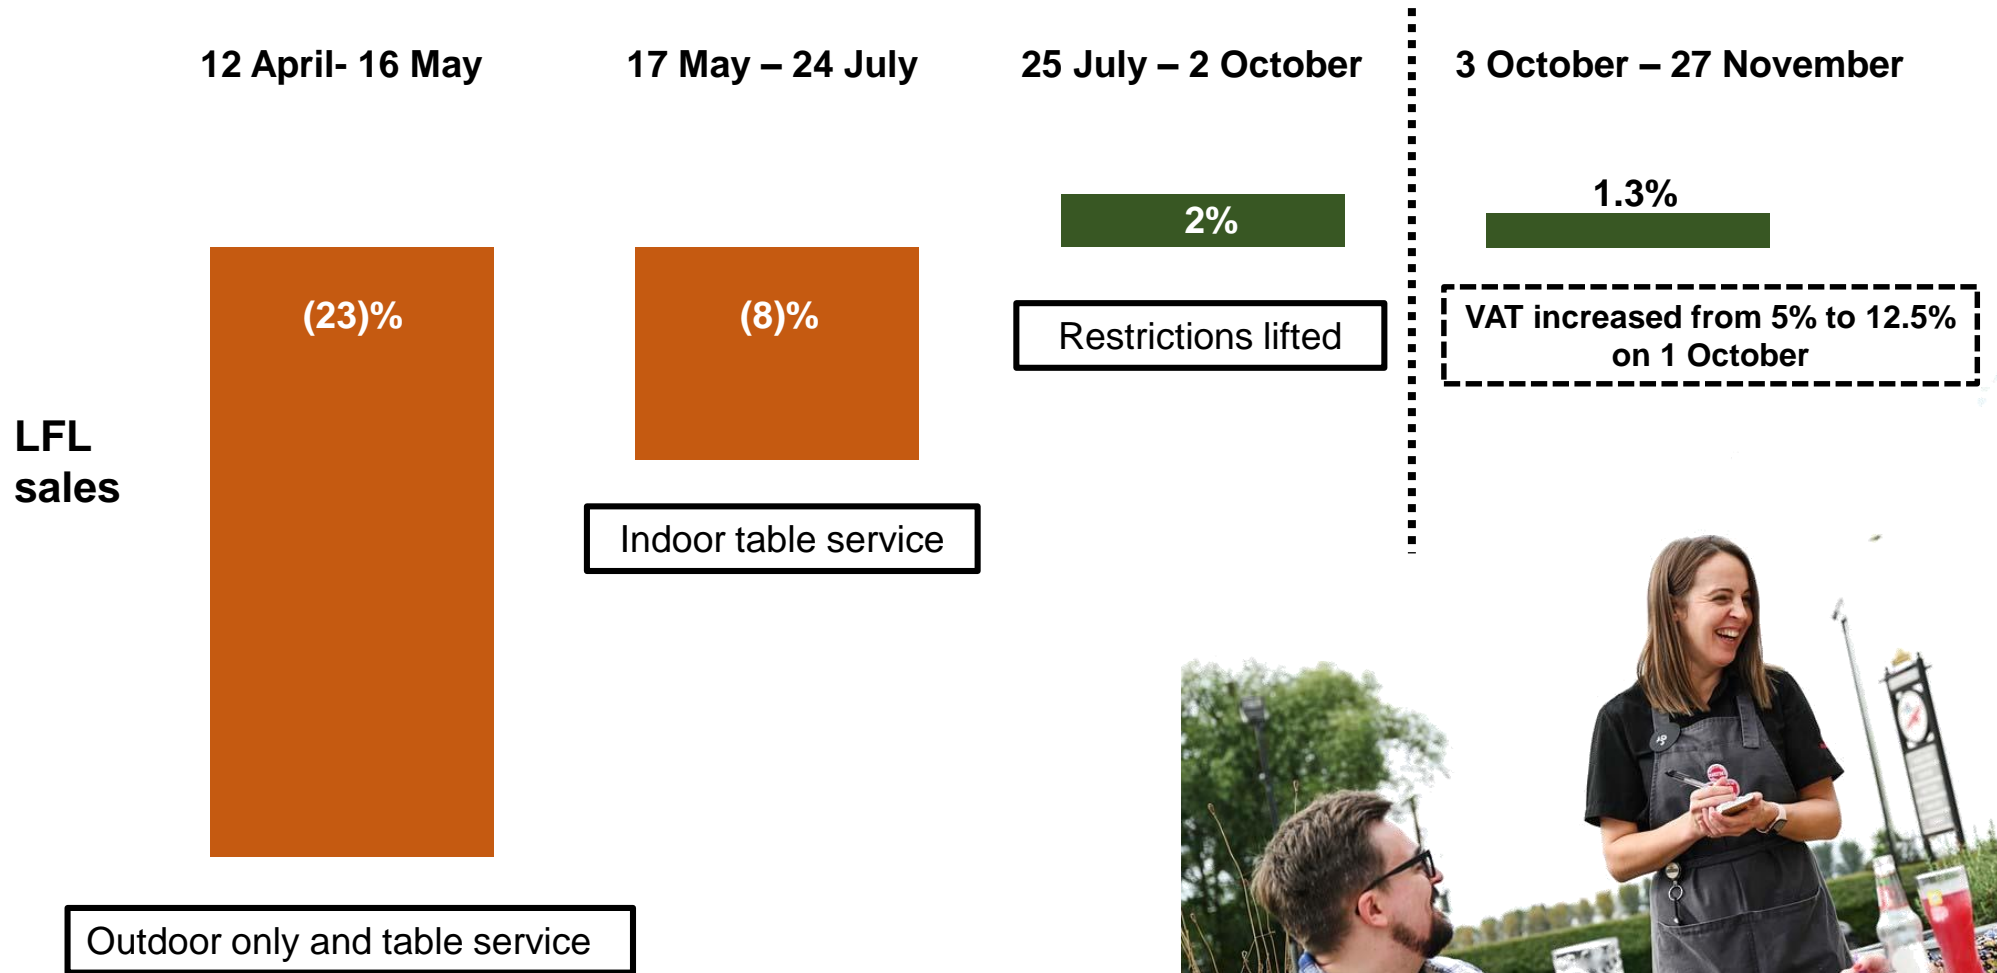 12 April- 16 May
17 May – 24 July
25 July – 2 October
3 October – 27 November
(23)%
(8)%
2%
1.3%
LFL
sales
Outdoor only and table service
Indoor table service
Restrictions lifted
VAT increased from 5% to 12.5%
on 1 October